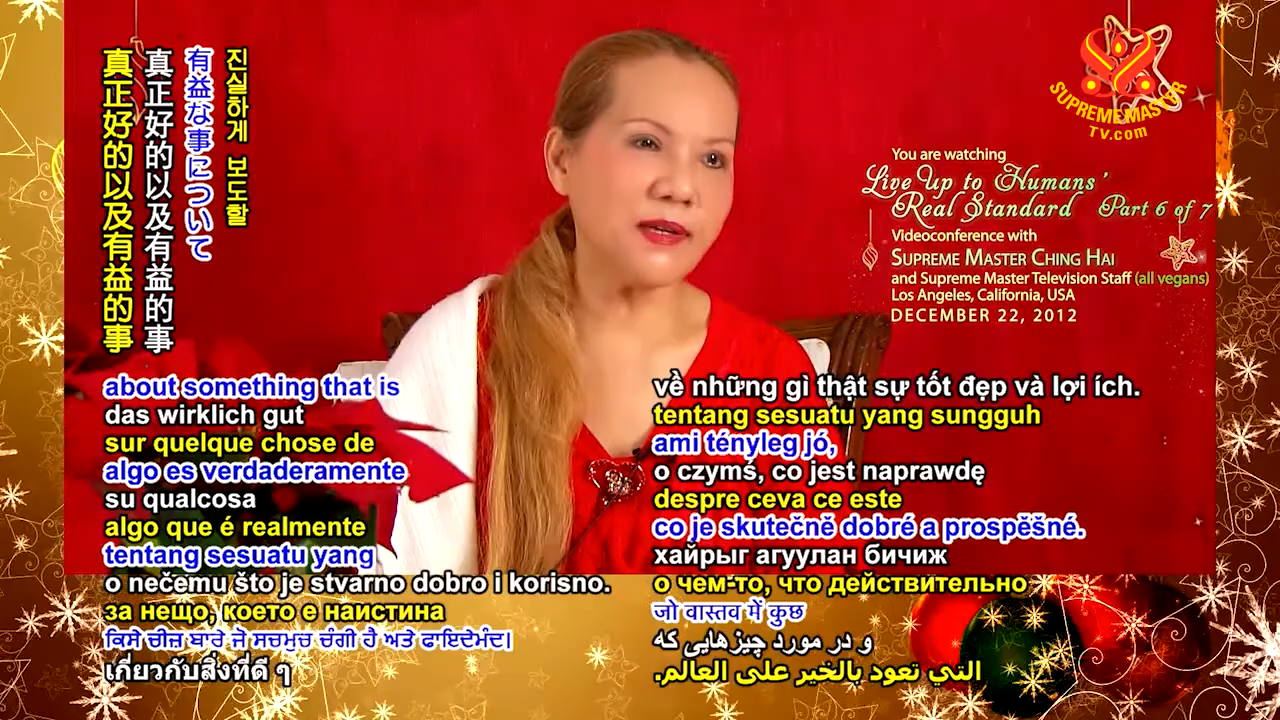 真正好的以及有益的事
真正好的以及有益的事
有益な事について
진실하게 보도할
SUPREMEMASTER
TV.com
You are watching
Live Up to Humans'
Real Standard Part 6 of 7
Videoconference with
SUPREME MASTER CHING HAI
and Supreme Master Television Staff (all vegans)
Los Angeles, California, USA
DECEMBER 22, 2012
about something that is
das wirklich gut
sur quelque chose de
algo es verdaderamente
su qualcosa
algo que é realmente
tentang sesuatu yang
o nečemu što je stvarno dobro i korisno.
за нещо, което е наистина
ਕਿਸੇ ਚੀਜ਼ ਬਾਰੇ ਜੋ ਸਚਮੁਚ ਚੰਗੀ ਹੈ ਅਤੇ ਫਾਇਦੇਮੰਦ।
เกี่ยวกับสิ่งที่ดี ๆ
về những gì thật sự tốt đẹp và lợi ích.
tentang sesuatu yang sungguh
ami tényleg jó,
o czymś, co jest naprawdę
despre ceva ce este
co je skutečně dobré a prospěšné.
хайрыг агуулан бичиж
о чем-то, что действительно
जो वास्तव में कुछ
و در مورد چیزهایی که
التي تعود بالخير على العالم.